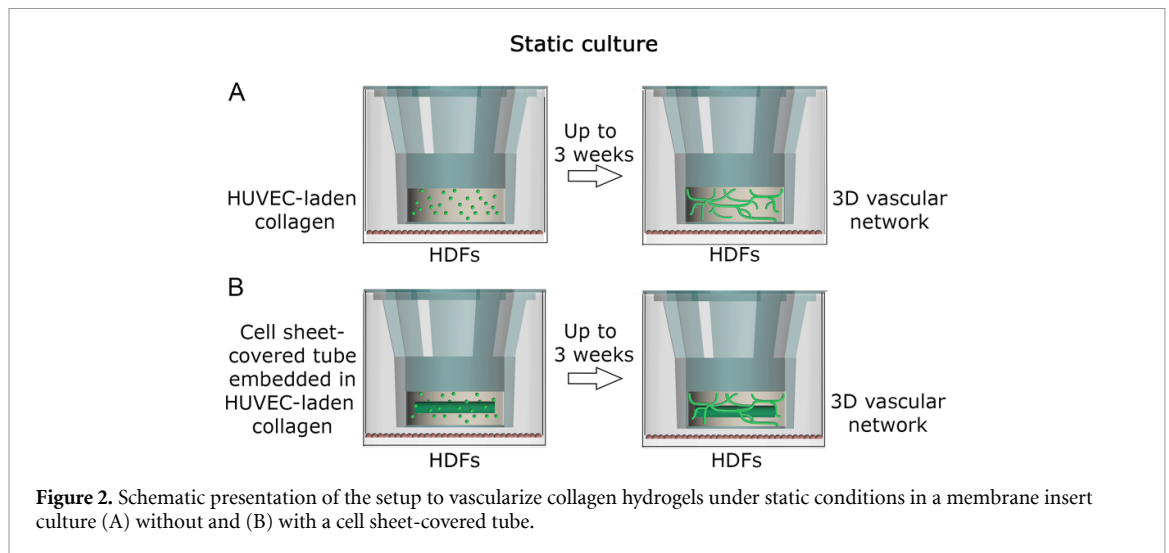 Static culture
A
HUVEC-laden
collagen
Up to
3 weeks
3D vascular
network
HDFs
HDFs
B
Cell sheet-
covered tube
embedded in
HUVEC-laden
collagen
Up to
3 weeks
3D vascular
network
HDFs
HDFs
Figure 2. Schematic presentation of the setup to vascularize collagen hydrogels under static conditions in a membrane insert
culture (A) without and (B) with a cell sheet-covered tube.